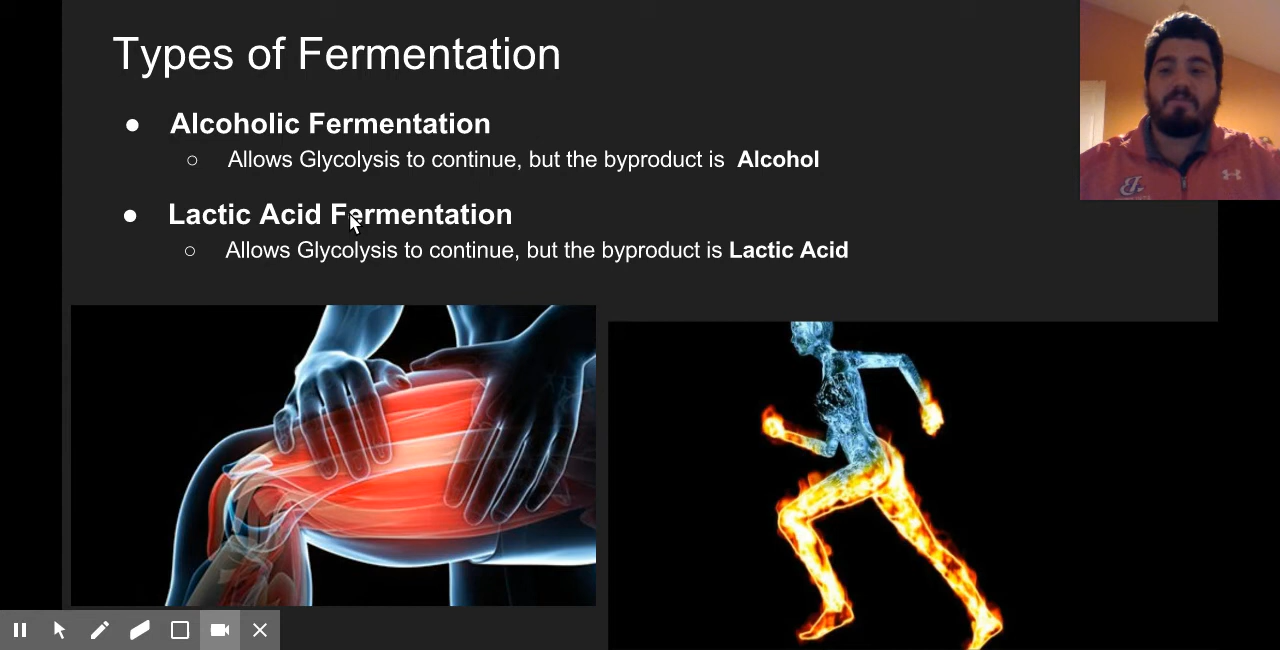 Types of Fermentation
● Alcoholic Fermentation
○ Allows Glycolysis to continue, but the byproduct is Alcohol
● Lactic Acid Fermentation
○ Allows Glycolysis to continue, but the byproduct is Lactic Acid